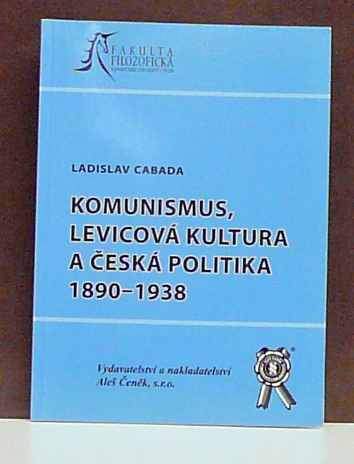 FAKULTA
FILOZOFICKÁ
LADISLAV CABADA
KOMUNISMUS,
LEVICOVÁ KULTURA
A ČESKÁ POLITIKA
1890–1938
Vydavatelství a nakladatelství
Aleš Čeněk, s.r.o.